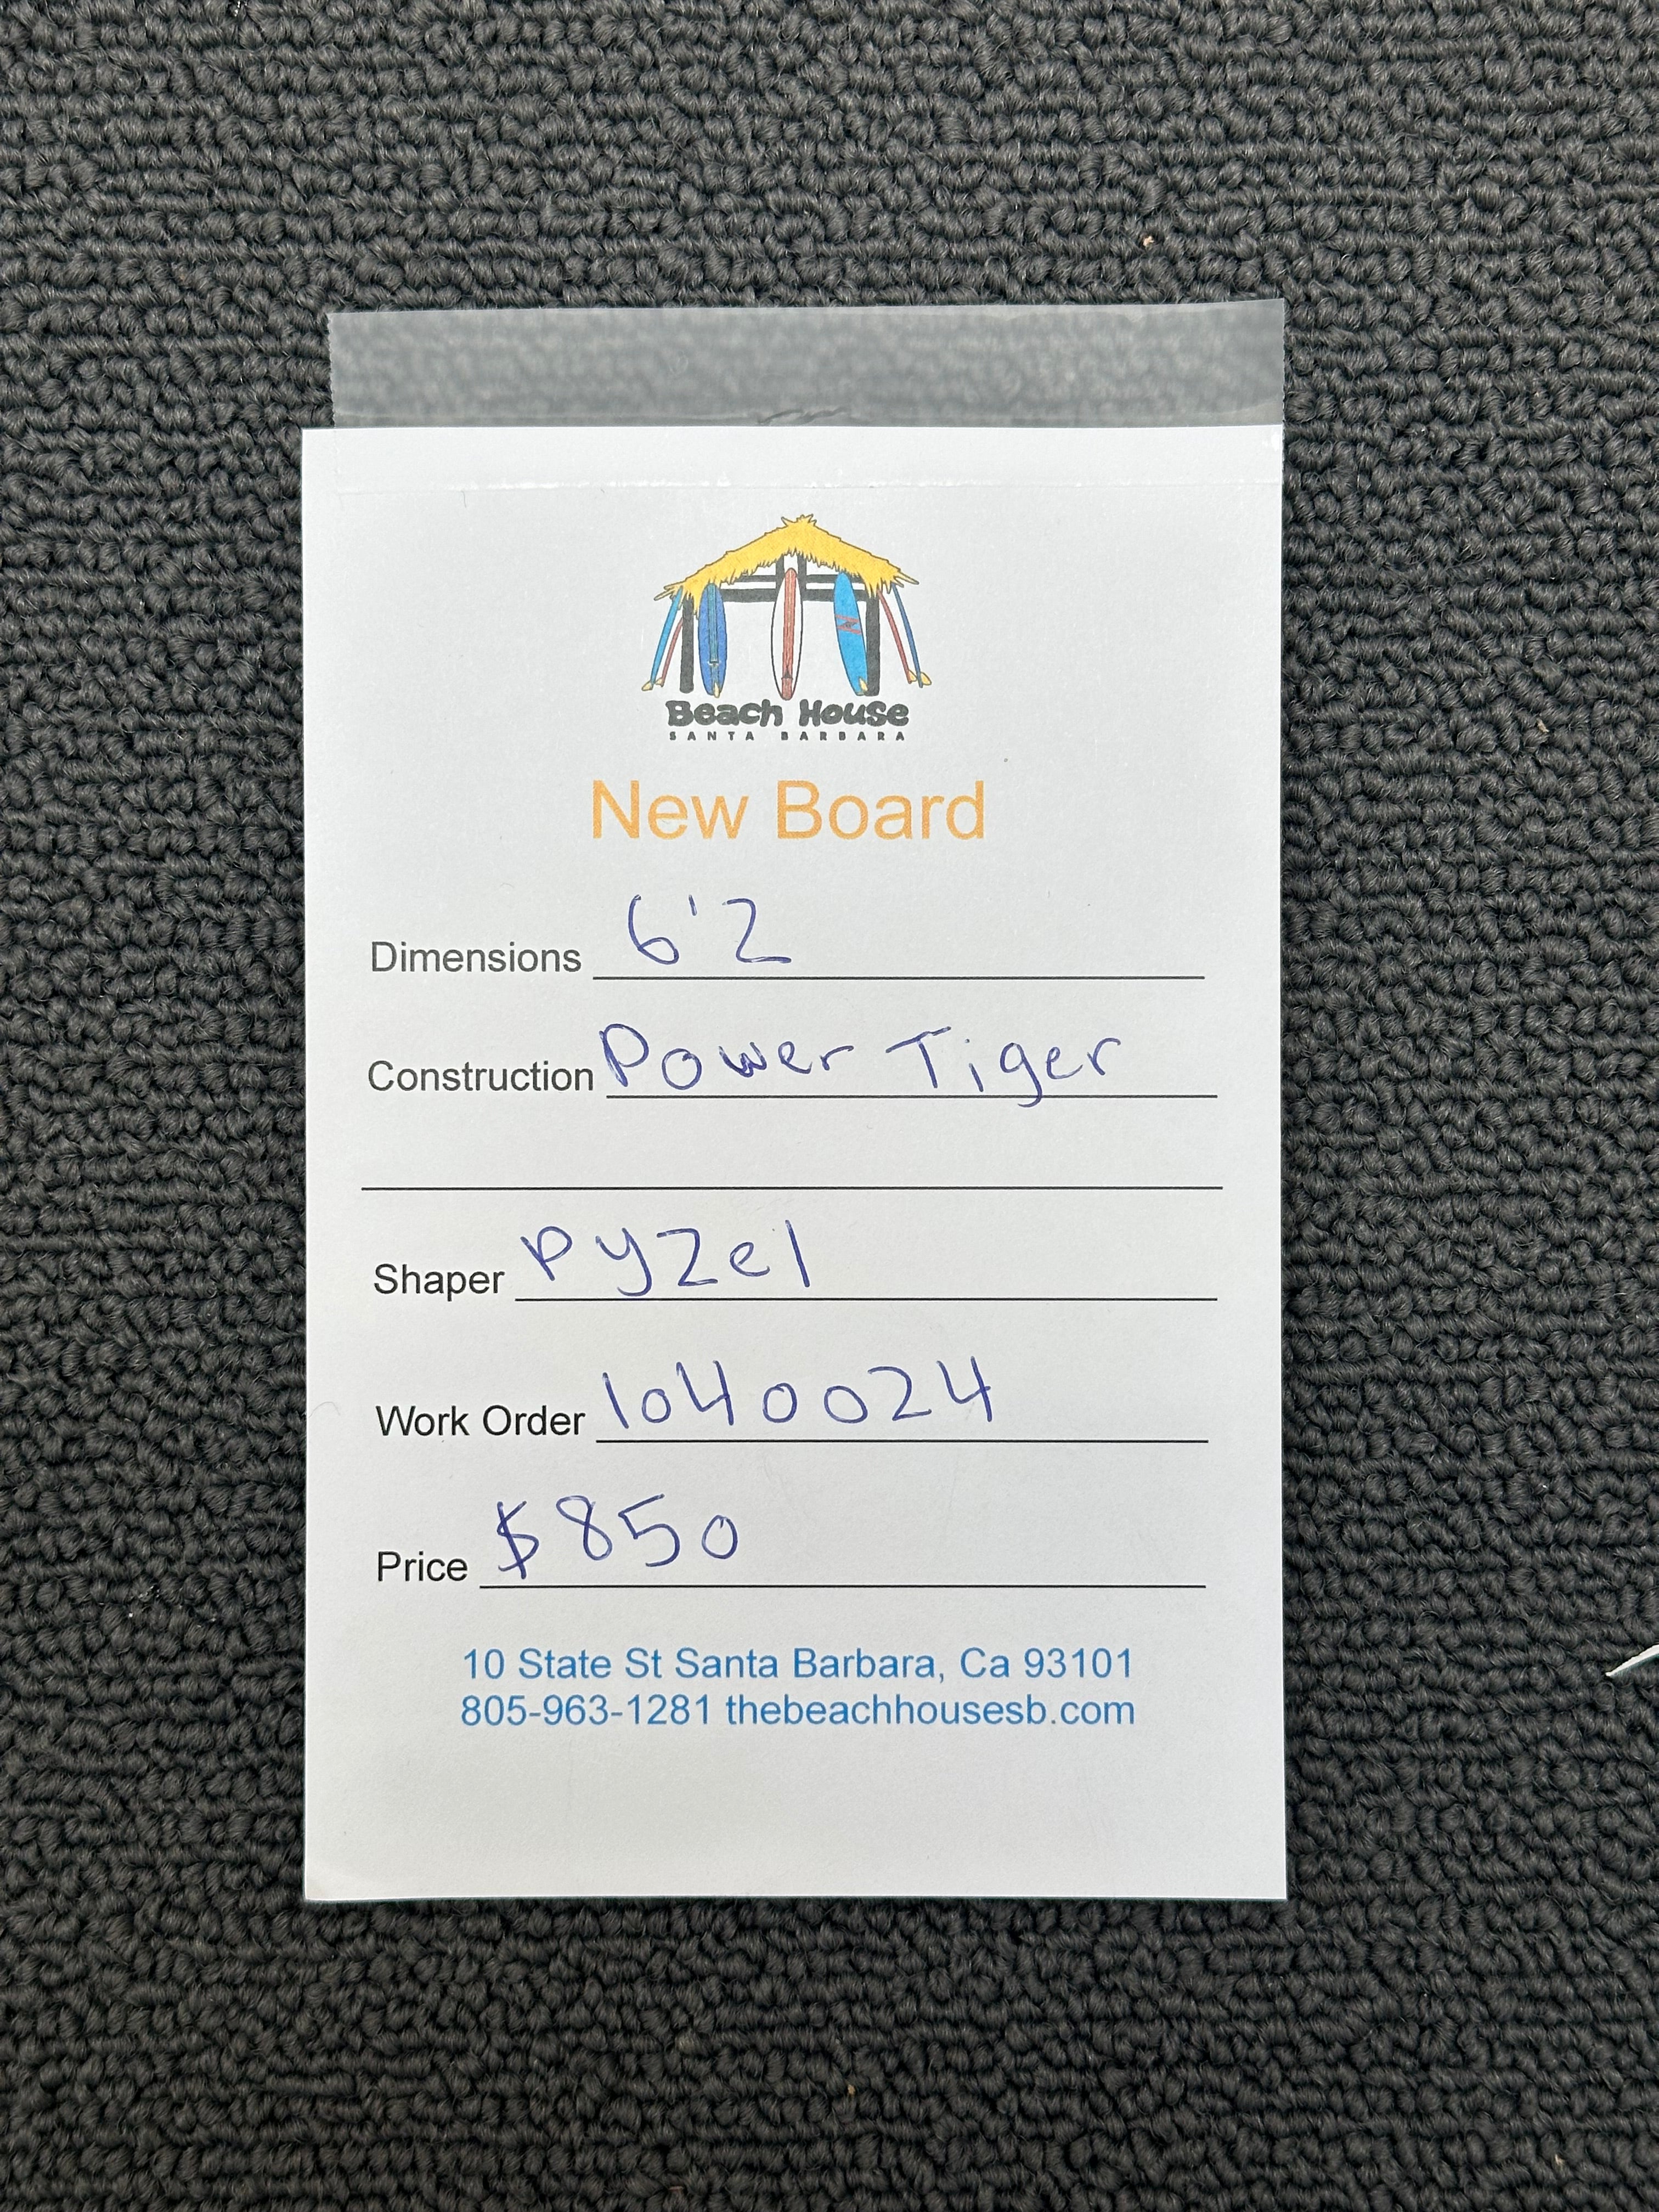 Beach House
SANTA BARBARA
New Board
Dimensions 6'2
Construction Power Tiger
Shaper Pyzel
Work Order 1040024
Price $850
10 State St Santa Barbara, Ca 93101
805-963-1281 thebeachhousesb.com